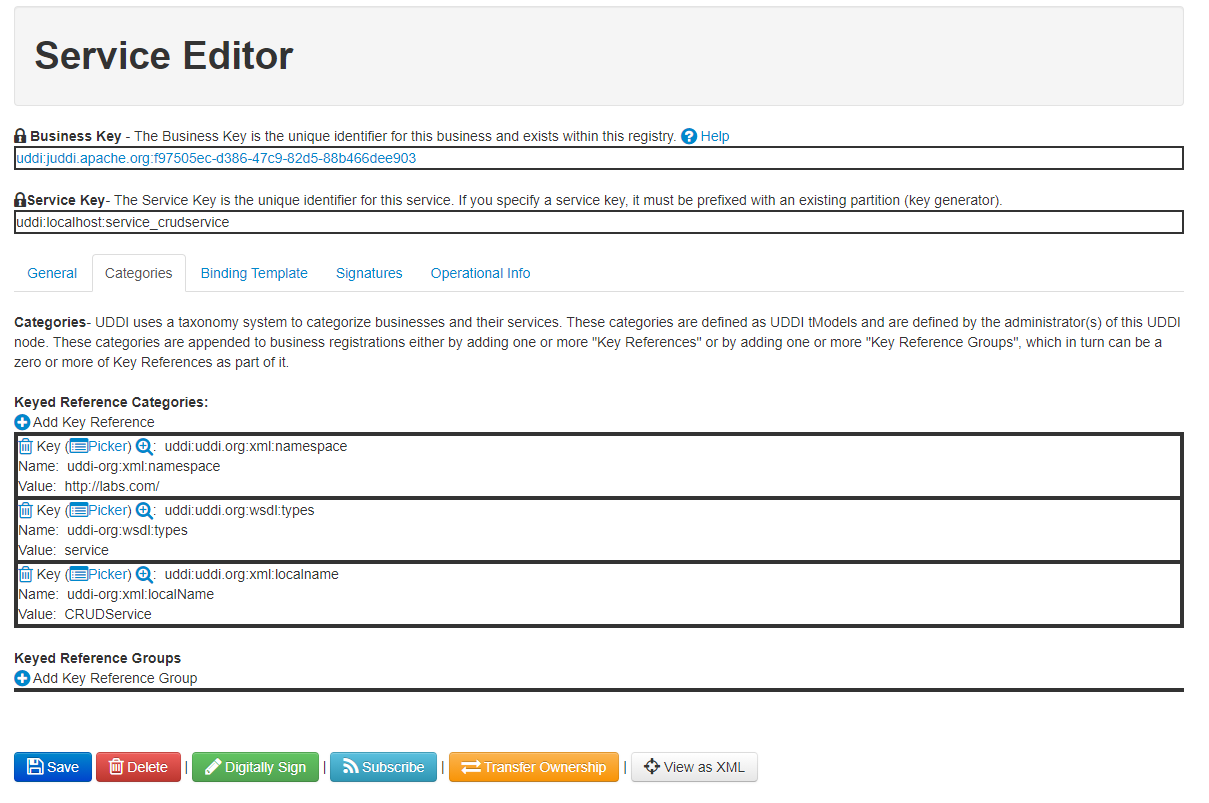 Service Editor
Business Key - The Business Key is the unique identifier for this business and exists within this registry. Help
uddi:juddi.apache.org:f97505ec-d386-47c9-82d5-88b466dee903
Service Key- The Service Key is the unique identifier for this service. If you specify a service key, it must be prefixed with an existing partition (key generator).
uddi:localhost:service_crudservice
General Categories Binding Template Signatures Operational Info
Categories- UDDI uses a taxonomy system to categorize businesses and their services. These categories are defined as UDDI tModels and are defined by the administrator(s) of this UDDI
node. These categories are appended to business registrations either by adding one or more "Key References" or by adding one or more "Key Reference Groups", which in turn can be a
zero or more of Key References as part of it.
Keyed Reference Categories:
Add Key Reference
Key (Picker) : uddi:uddi.org:xml:namespace
Name: uddi-org:xml:namespace
Value: http://labs.com/
Key (Picker) : uddi:uddi.org:wsdl:types
Name: uddi-org:wsdl:types
Value: service
Key (Picker) : uddi:uddi.org:xml:localname
Name: uddi-org:xml:localName
Value: CRUDService
Keyed Reference Groups
Add Key Reference Group
Save Delete | Digitally Sign | Subscribe | Transfer Ownership | View as XML